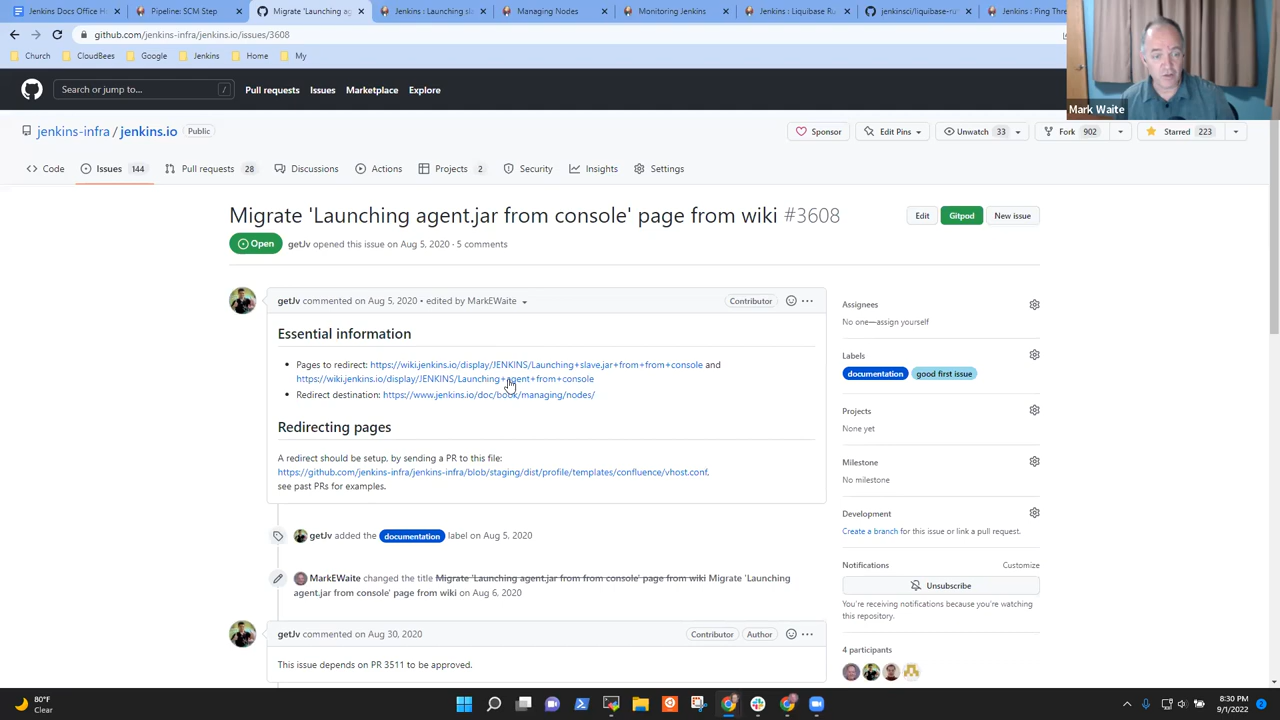 Jenkins Docs Office H
Pipeline: SCM Step
Migrate 'Launching ag
Jenkins : Launching sl
Managing Nodes
Monitoring Jenkins
Jenkins : Liquibase Ru
jenkinsci/liquibase-ru
Jenkins : Ping Thre
github.com/jenkins-infra/jenkins.io/issues/3608
Church
CloudBees
Google
Jenkins
Home
My
Mark Waite
Search or jump to...
/
Pull requests
Issues
Marketplace
Explore
jenkins-infra / jenkins.io
Public
Sponsor
Edit Pins
Unwatch 33
Fork 902
Starred 223
Code
Issues 144
Pull requests 28
Discussions
Actions
Projects 2
Security
Insights
Settings
Migrate 'Launching agent.jar from console' page from wiki #3608
Edit
Gitpod
New issue
Open
getJv opened this issue on Aug 5, 2020 · 5 comments
getJv commented on Aug 5, 2020 • edited by MarkEWaite
Contributor
Essential information
Pages to redirect: https://wiki.jenkins.io/display/JENKINS/Launching+slave.jar+from+from+console and
https://wiki.jenkins.io/display/JENKINS/Launching+agent+from+console
Redirect destination: https://www.jenkins.io/doc/book/managing/nodes/
Redirecting pages
A redirect should be setup, by sending a PR to this file:
https://github.com/jenkins-infra/jenkins-infra/blob/staging/dist/profile/templates/confluence/vhost.conf.
see past PRs for examples.
getJv added the documentation label on Aug 5, 2020
MarkEWaite changed the title Migrate 'Launching agent.jar from from console' page from wiki Migrate 'Launching
agent.jar from console' page from wiki on Aug 6, 2020
getJv commented on Aug 30, 2020
Contributor
Author
This issue depends on PR 3511 to be approved.
Assignees
No one—assign yourself
Labels
documentation
good first issue
Projects
None yet
Milestone
No milestone
Development
Create a branch for this issue or link a pull request.
Notifications
Customize
Unsubscribe
You're receiving notifications because you're watching
this repository.
4 participants
80°F
Clear
8:30 PM
9/1/2022
2